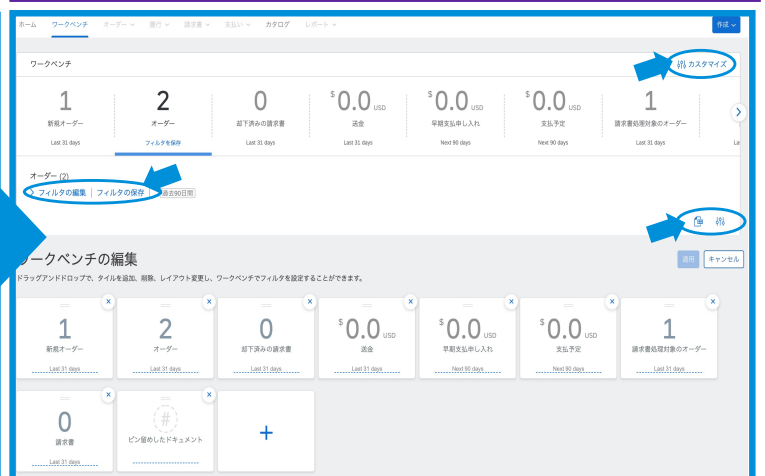 ホーム ワークベンチ オーダー 履行 請求書 支払い カタログ レポート 作成
ワークベンチ カスタマイズ
1 2 0 $ 0.0 USD $ 0.0 USD $ 0.0 USD 1
新規オーダー オーダー 却下済みの請求書 送金 早期支払申し入れ 支払予定 請求書処理対象のオーダー
Last 31 days フィルタを保存 Last 31 days Last 31 days Next 90 days Next 90 days Last 31 days La
オーダー (2)
フィルタの編集 | フィルタの保存 | 過去90日間
ワークベンチの編集 適用 キャンセル
ドラッグアンドドロップで、タイルを追加、削除、レイアウト変更し、ワークベンチでフィルタを設定することができます。
1 2 0 $ 0.0 USD $ 0.0 USD $ 0.0 USD 1
新規オーダー オーダー 却下済みの請求書 送金 早期支払申し入れ 支払予定 請求書処理対象のオーダー
Last 31 days Last 31 days Last 31 days Last 31 days Next 90 days Next 90 days Last 31 days
0 # +
請求書 ピン留めしたドキュメント
Last 31 days